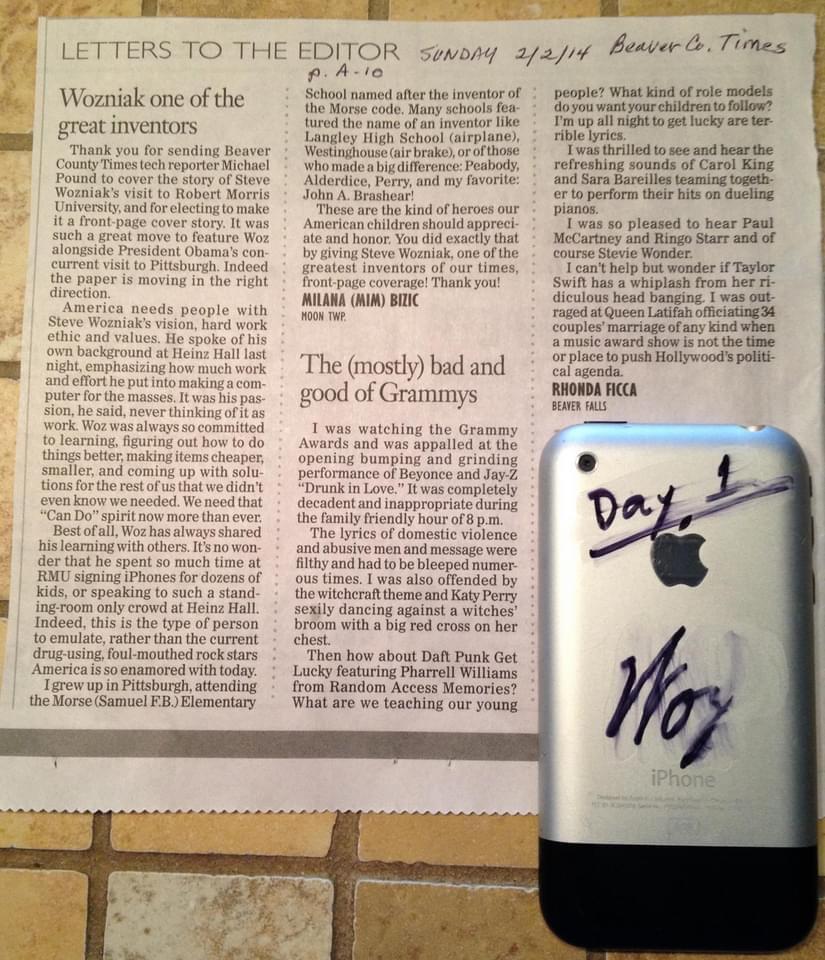 LETTERS TO THE EDITOR SUNDAY 2/2/14 Beaver Co. Times
p. A-10
Wozniak one of the
great inventors
Thank you for sending Beaver
County Times tech reporter Michael
Pound to cover the story of Steve
Wozniak's visit to Robert Morris
University, and for electing to make
it a front-page cover story. It was
such a great move to feature Woz
alongside President Obama's con-
current visit to Pittsburgh. Indeed
the paper is moving in the right
direction.
America needs people with
Steve Wozniak's vision, hard work
ethic and values. He spoke of his
own background at Heinz Hall last
night, emphasizing how much work
and effort he put into making a com-
puter for the masses. It was his pas-
sion, he said, never thinking of it as
work. Woz was always so committed
to learning, figuring out how to do
things better, making items cheaper,
smaller, and coming up with solu-
tions for the rest of us that we didn't
even know we needed. We need that
"Can Do" spirit now more than ever.
Best of all, Woz has always shared
his learning with others. It's no won-
der that he spent so much time at
RMU signing iPhones for dozens of
kids, or speaking to such a stand-
ing-room only crowd at Heinz Hall.
Indeed, this is the type of person
to emulate, rather than the current
drug-using, foul-mouthed rock stars
America is so enamored with today.
I grew up in Pittsburgh, attending
the Morse (Samuel F.B.) Elementary
School named after the inventor of
the Morse code. Many schools fea-
tured the name of an inventor like
Langley High School (airplane),
Westinghouse (air brake), or of those
who made a big difference: Peabody,
Alderdice, Perry, and my favorite:
John A. Brashear!
These are the kind of heroes our
American children should appreci-
ate and honor. You did exactly that
by giving Steve Wozniak, one of the
greatest inventors of our times,
front-page coverage! Thank you!
MILANA (MIM) BIZIC
MOON TWP.
The (mostly) bad and
good of Grammys
I was watching the Grammy
Awards and was appalled at the
opening bumping and grinding
performance of Beyonce and Jay-Z
"Drunk in Love." It was completely
decadent and inappropriate during
the family friendly hour of 8 p.m.
The lyrics of domestic violence
and abusive men and message were
filthy and had to be bleeped numer-
ous times. I was also offended by
the witchcraft theme and Katy Perry
sexily dancing against a witches'
broom with a big red cross on her
chest.
Then how about Daft Punk Get
Lucky featuring Pharrell Williams
from Random Access Memories?
What are we teaching our young
people? What kind of role models
do you want your children to follow?
I'm up all night to get lucky are ter-
rible lyrics.
I was thrilled to see and hear the
refreshing sounds of Carol King
and Sara Bareilles teaming togeth-
er to perform their hits on dueling
pianos.
I was so pleased to hear Paul
McCartney and Ringo Starr and of
course Stevie Wonder.
I can't help but wonder if Taylor
Swift has a whiplash from her ri-
diculous head banging. I was out-
raged at Queen Latifah officiating 34
couples' marriage of any kind when
a music award show is not the time
or place to push Hollywood's politi-
cal agenda.
RHONDA FICCA
BEAVER FALLS
Day. 1
Woz
iPhone